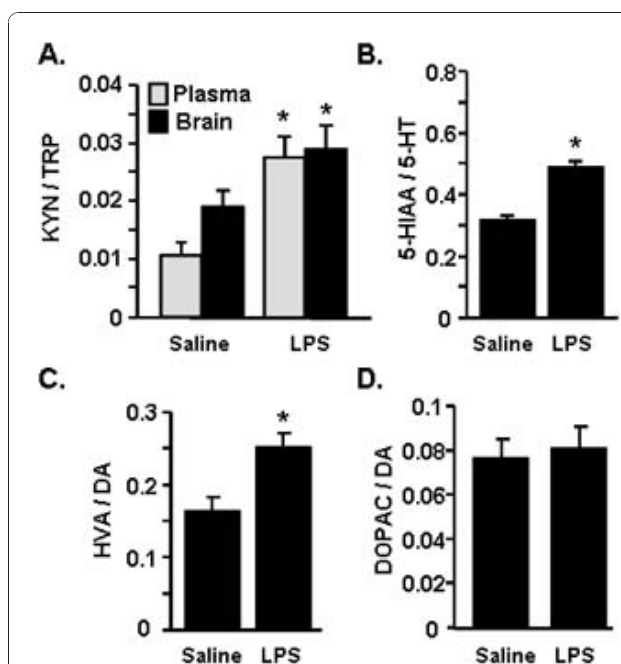 A.
KYN / TRP
0.04
0.03
0.02
0.01
0
Plasma
Brain
*
*
Saline
LPS
B.
5-HIAA / 5-HT
0.8
0.6
0.4
0.2
0
*
Saline
LPS
C.
HVA / DA
0.3
0.2
0.1
0
*
Saline
LPS
D.
DOPAC / DA
0.1
0.08
0.06
0.04
0.02
0
Saline
LPS